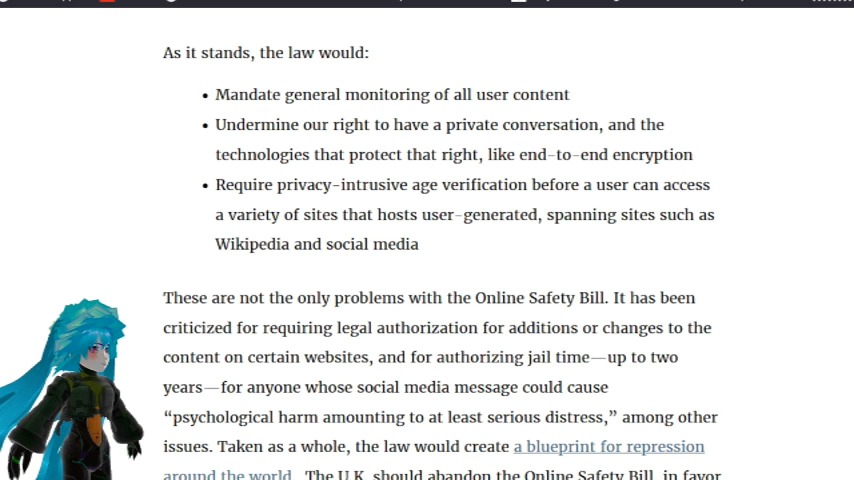 As it stands, the law would:
• Mandate general monitoring of all user content
• Undermine our right to have a private conversation, and the
technologies that protect that right, like end-to-end encryption
• Require privacy-intrusive age verification before a user can access
a variety of sites that hosts user-generated, spanning sites such as
Wikipedia and social media
These are not the only problems with the Online Safety Bill. It has been
criticized for requiring legal authorization for additions or changes to the
content on certain websites, and for authorizing jail time—up to two
years—for anyone whose social media message could cause
“psychological harm amounting to at least serious distress,” among other
issues. Taken as a whole, the law would create a blueprint for repression
around the world. The U.K. should abandon the Online Safety Bill, in favor